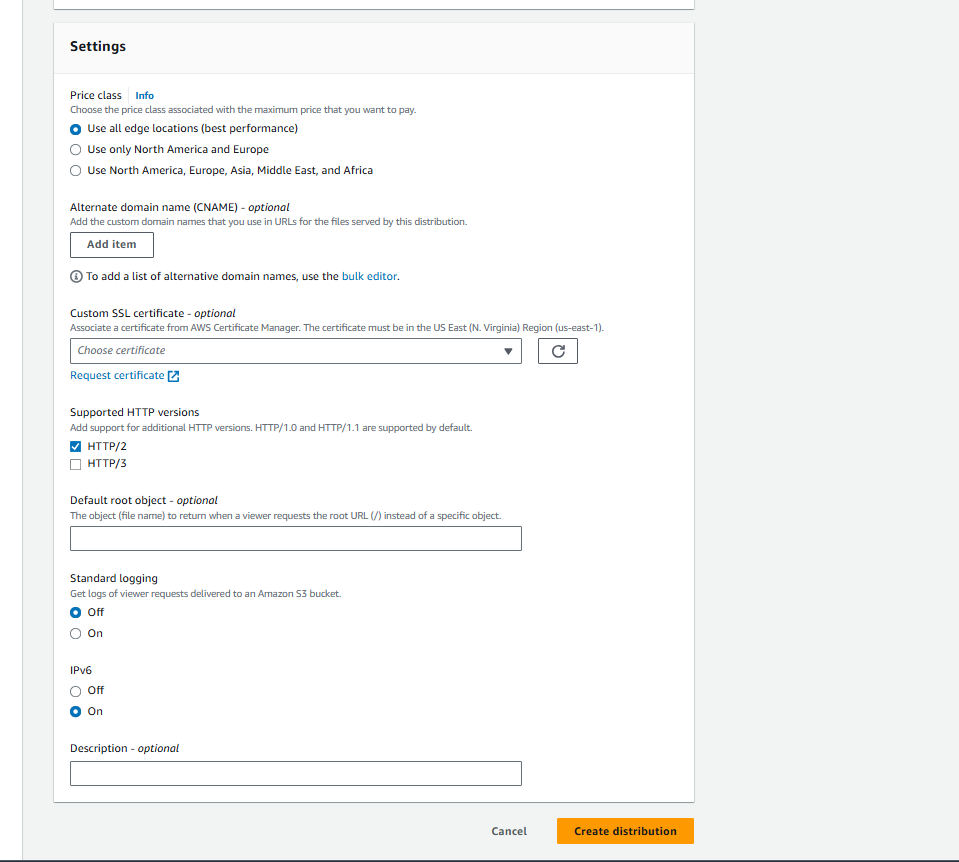 Settings
Price class Info
Choose the price class associated with the maximum price that you want to pay.
Use all edge locations (best performance)
Use only North America and Europe
Use North America, Europe, Asia, Middle East, and Africa
Alternate domain name (CNAME) - optional
Add the custom domain names that you use in URLs for the files served by this distribution.
Add item
To add a list of alternative domain names, use the bulk editor.
Custom SSL certificate - optional
Associate a certificate from AWS Certificate Manager. The certificate must be in the US East (N. Virginia) Region (us-east-1).
Choose certificate
Request certificate
Supported HTTP versions
Add support for additional HTTP versions. HTTP/1.0 and HTTP/1.1 are supported by default.
HTTP/2
HTTP/3
Default root object - optional
The object (file name) to return when a viewer requests the root URL (/) instead of a specific object.
Standard logging
Get logs of viewer requests delivered to an Amazon S3 bucket.
Off
On
IPv6
Off
On
Description - optional
Cancel Create distribution